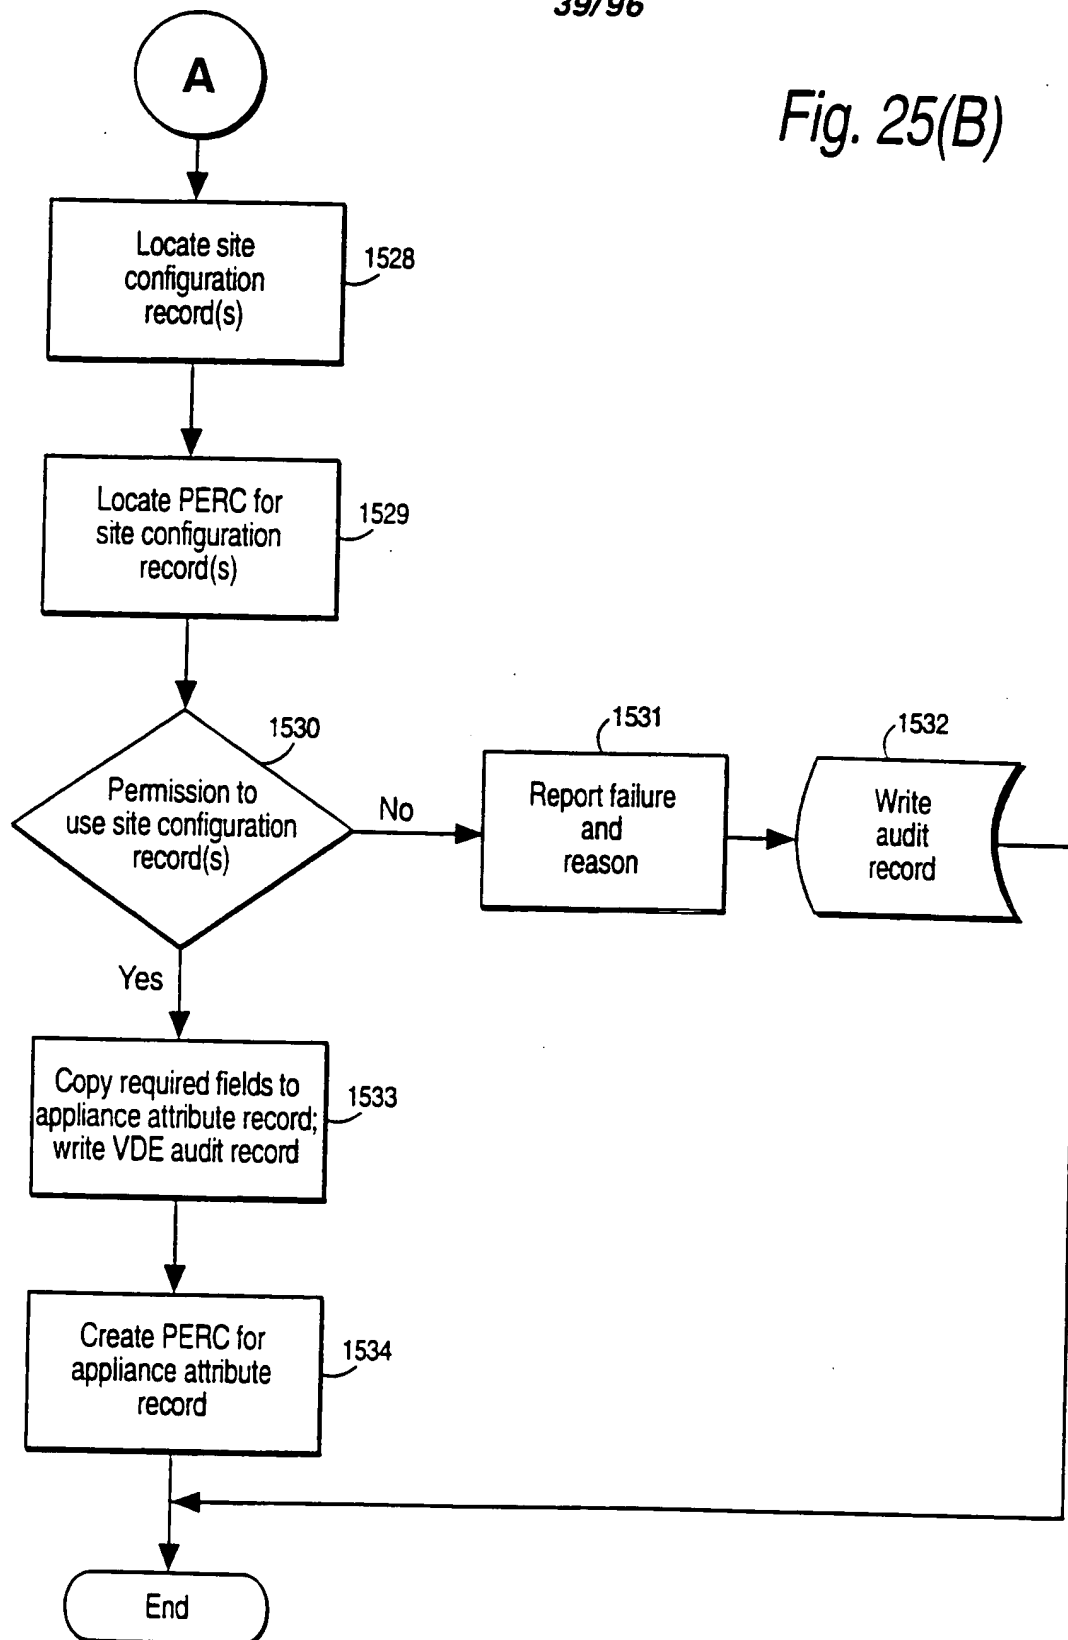 39/96
A
Fig. 25(B)
Locate site
configuration
record(s)
1528
Locate PERC for
site configuration
record(s)
1529
1530
Permission to
use site configuration
record(s)
No
1531
Report failure
and
reason
1532
Write
audit
record
Yes
Copy required fields to
appliance attribute record;
write VDE audit record
1533
Create PERC for
appliance attribute
record
1534
End